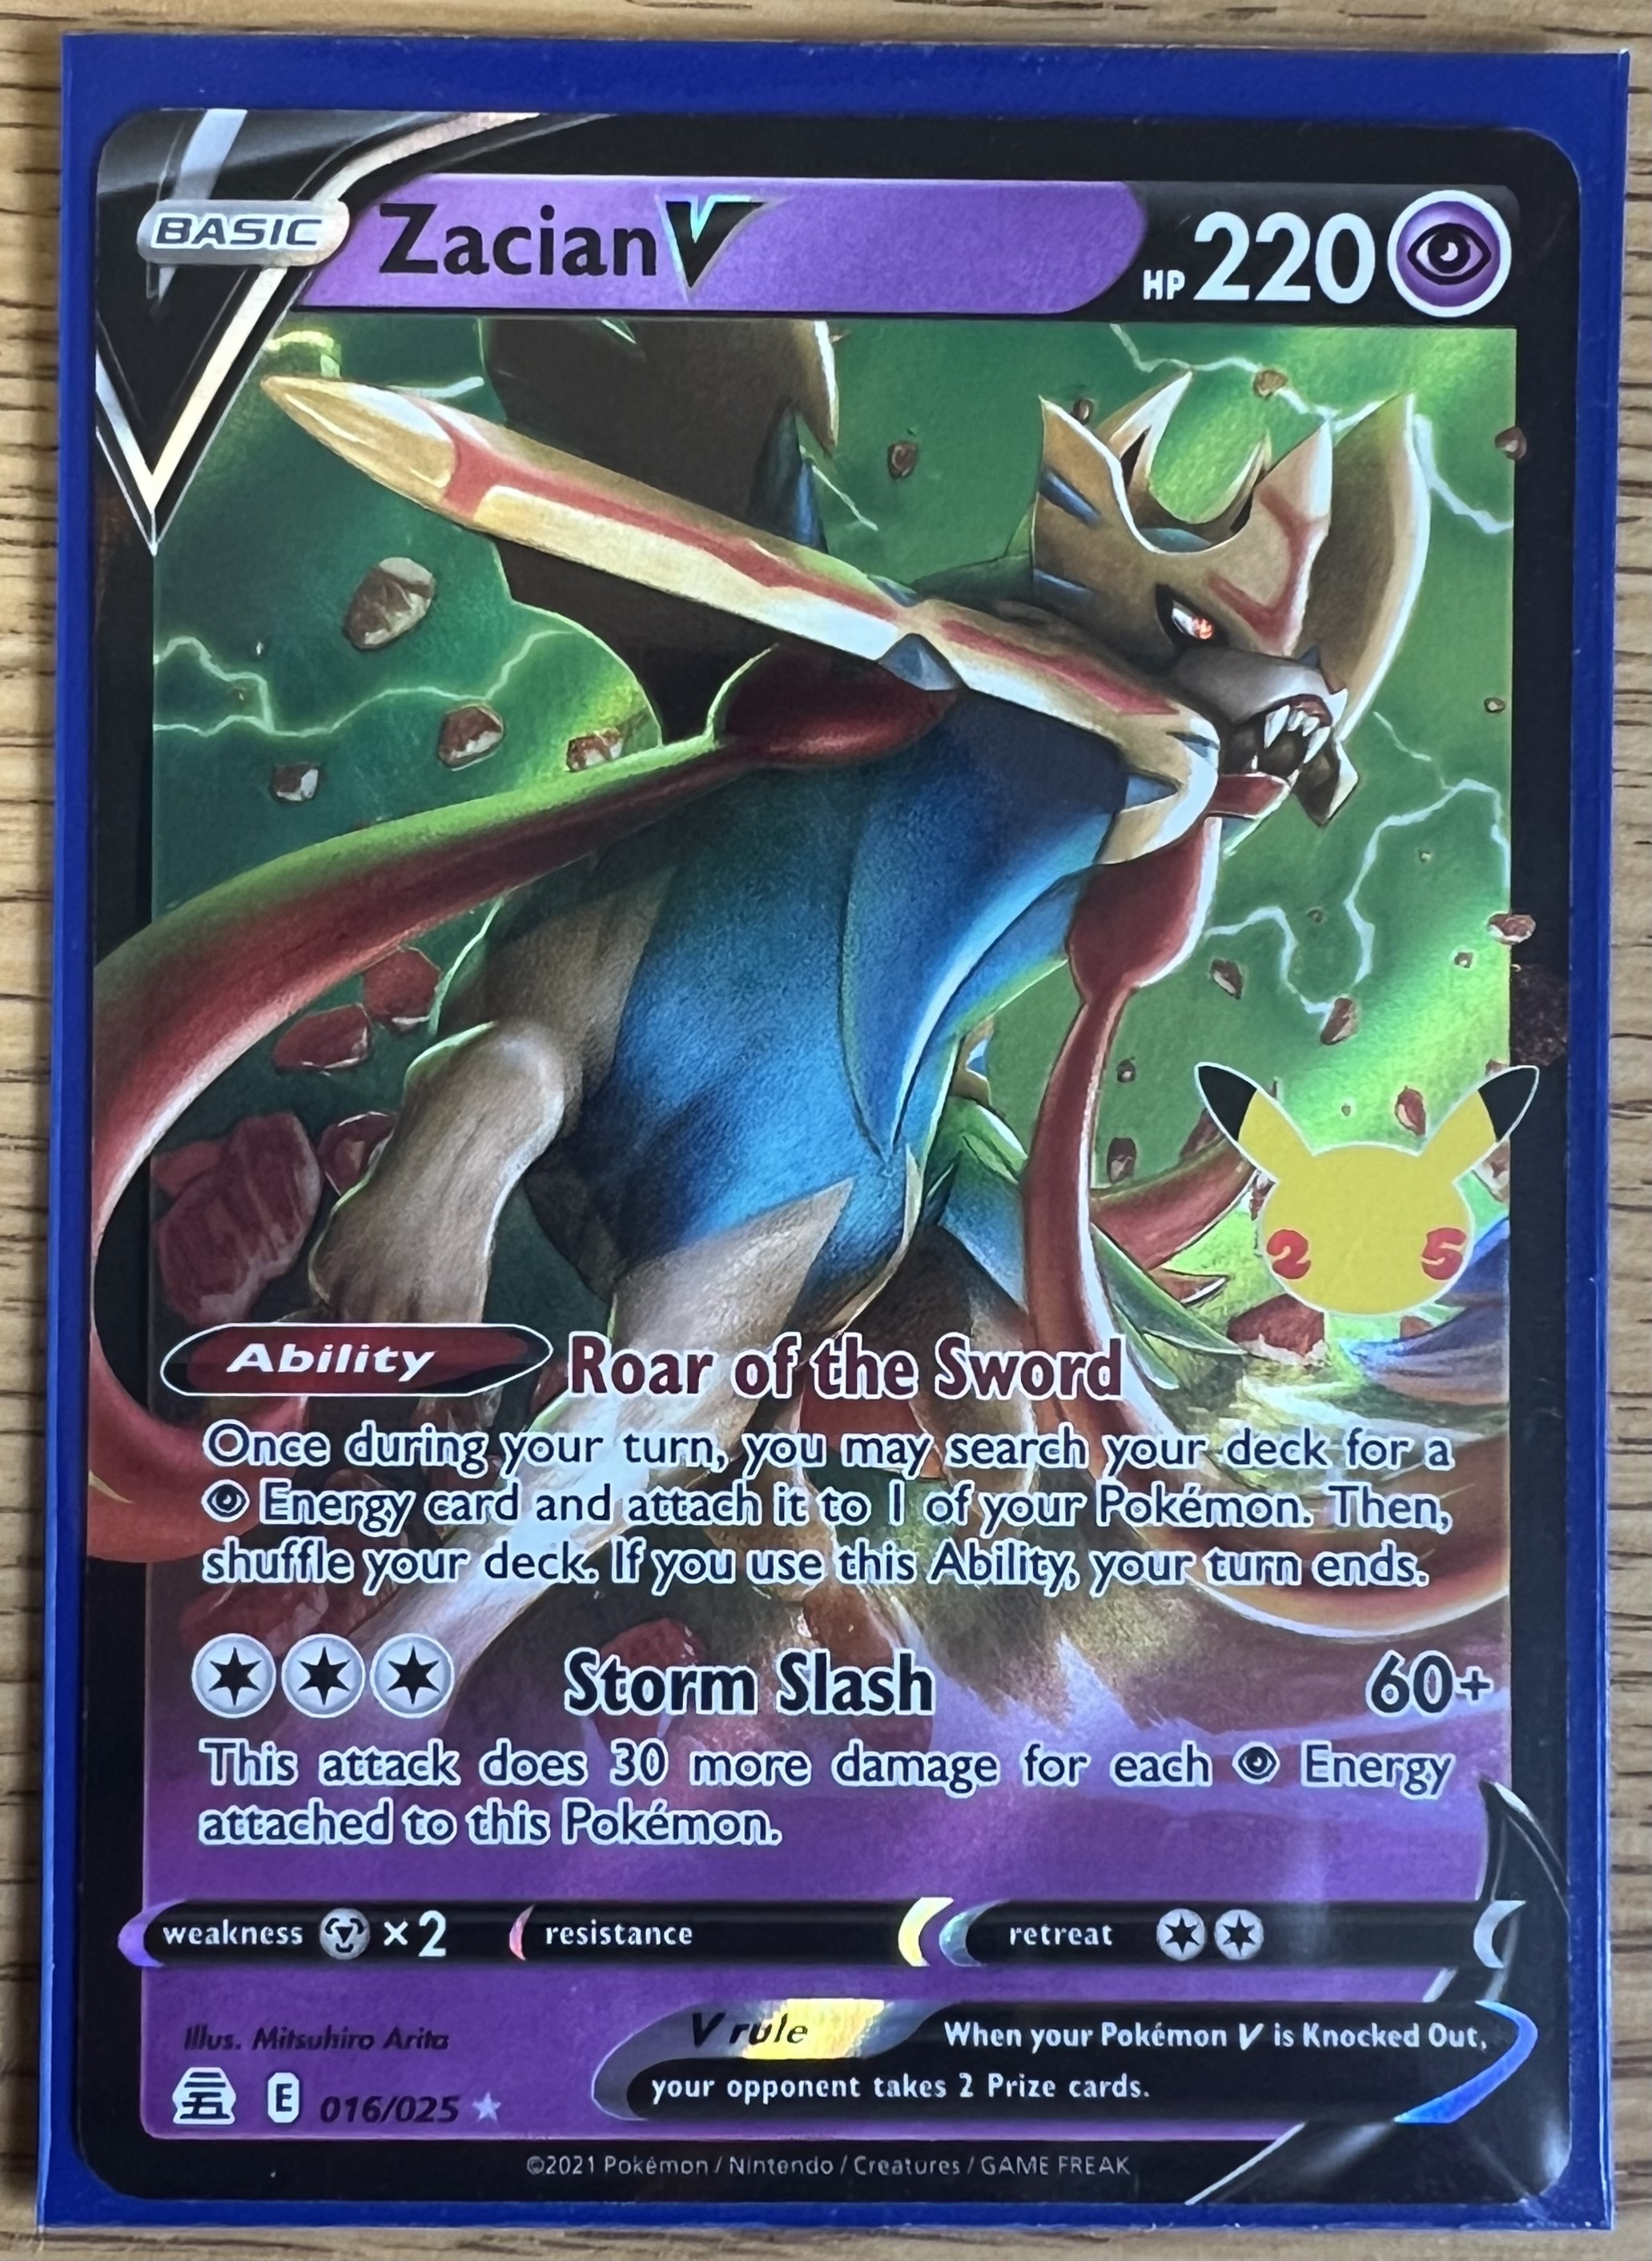 BASIC
Zacian V
HP 220
2 5
Ability Roar of the Sword
Once during your turn, you may search your deck for a
Energy card and attach it to 1 of your Pokémon. Then,
shuffle your deck. If you use this Ability, your turn ends.
Storm Slash 60+
This attack does 30 more damage for each Energy
attached to this Pokémon.
weakness ×2 resistance retreat
Illus. Mitsuhiro Arita
V rule When your Pokémon V is Knocked Out,
your opponent takes 2 Prize cards.
五 E 016/025
©2021 Pokémon / Nintendo / Creatures / GAME FREAK